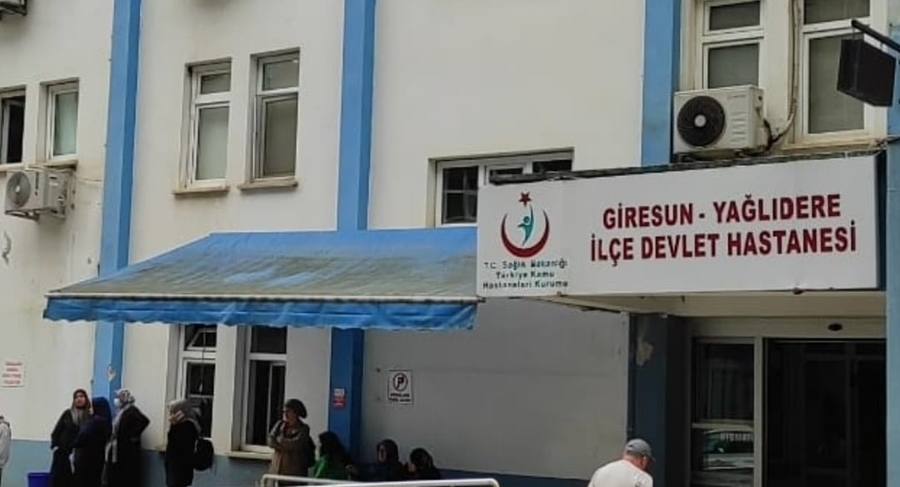 GİRESUN - YAĞLIDERE
İLÇE DEVLET HASTANESİ
T.C. Sağlık Bakanlığı
Türkiye Kamu
Hastaneleri Kurumu